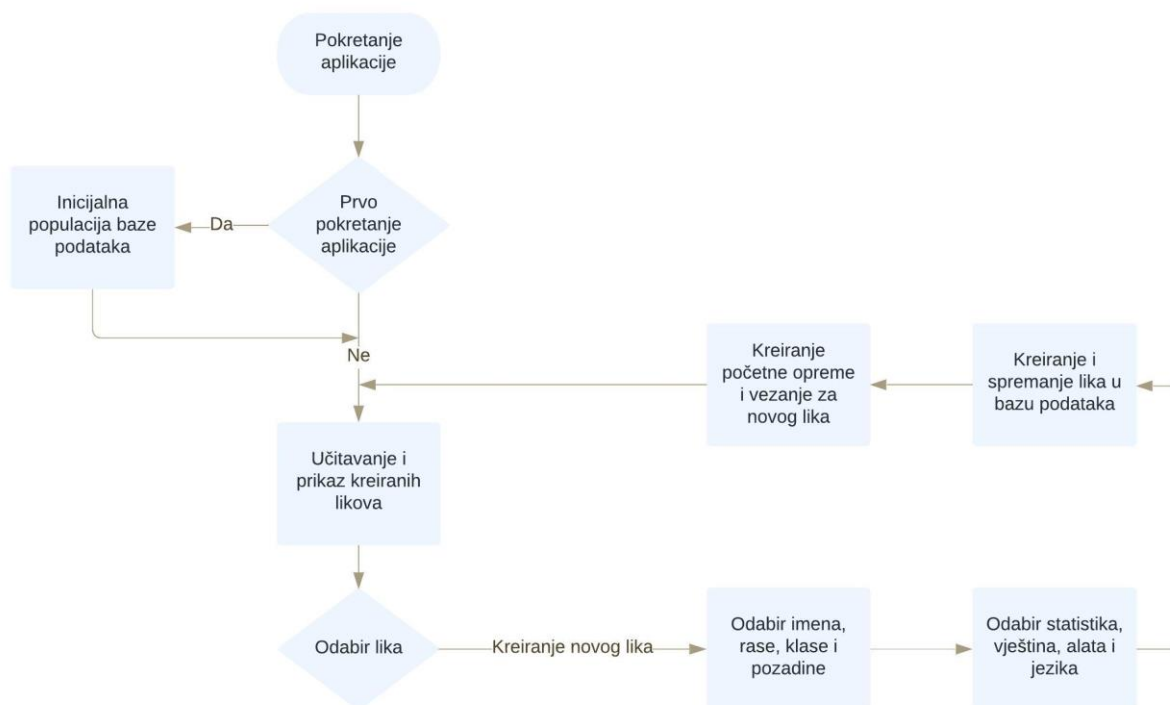 Pokretanje
aplikacije
Prvo
pokretanje
aplikacije
Da
Inicijalna
populacija baze
podataka
Ne
Kreiranje
početne opreme
i vezanje za
novog lika
Kreiranje i
spremanje lika u
bazu podataka
Učitavanje i
prikaz kreiranih
likova
Odabir lika
Kreiranje novog lika
Odabir imena,
rase, klase i
pozadine
Odabir statistika,
vještina, alata i
jezika